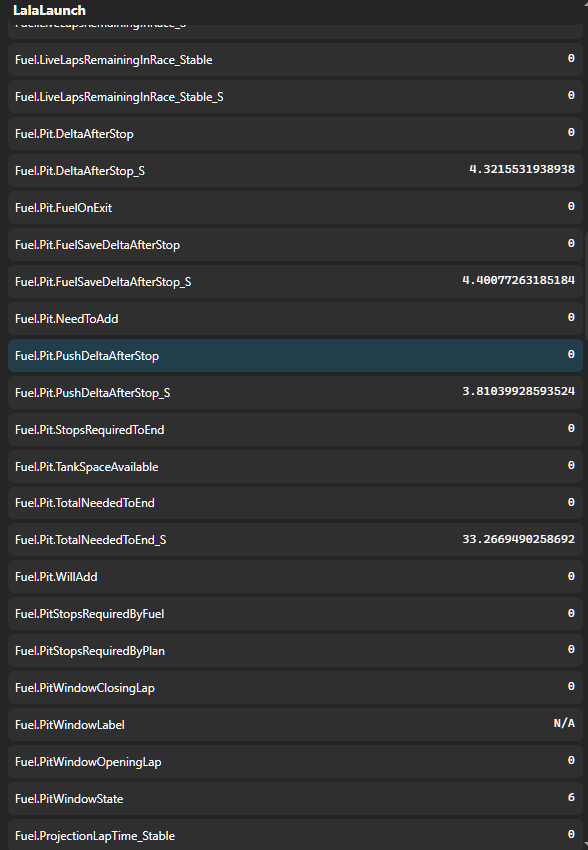 LalaLaunch
Fuel.LiveLapsRemainingInRace_S
Fuel.LiveLapsRemainingInRace_Stable 0
Fuel.LiveLapsRemainingInRace_Stable_S 0
Fuel.Pit.DeltaAfterStop 0
Fuel.Pit.DeltaAfterStop_S 4.3215531938938
Fuel.Pit.FuelOnExit 0
Fuel.Pit.FuelSaveDeltaAfterStop 0
Fuel.Pit.FuelSaveDeltaAfterStop_S 4.40077263185184
Fuel.Pit.NeedToAdd 0
Fuel.Pit.PushDeltaAfterStop 0
Fuel.Pit.PushDeltaAfterStop_S 3.81039928593524
Fuel.Pit.StopsRequiredToEnd 0
Fuel.Pit.TankSpaceAvailable 0
Fuel.Pit.TotalNeededToEnd 0
Fuel.Pit.TotalNeededToEnd_S 33.2669490258692
Fuel.Pit.WillAdd 0
Fuel.PitStopsRequiredByFuel 0
Fuel.PitStopsRequiredByPlan 0
Fuel.PitWindowClosingLap 0
Fuel.PitWindowLabel N/A
Fuel.PitWindowOpeningLap 0
Fuel.PitWindowState 6
Fuel.ProjectionLapTime_Stable 0